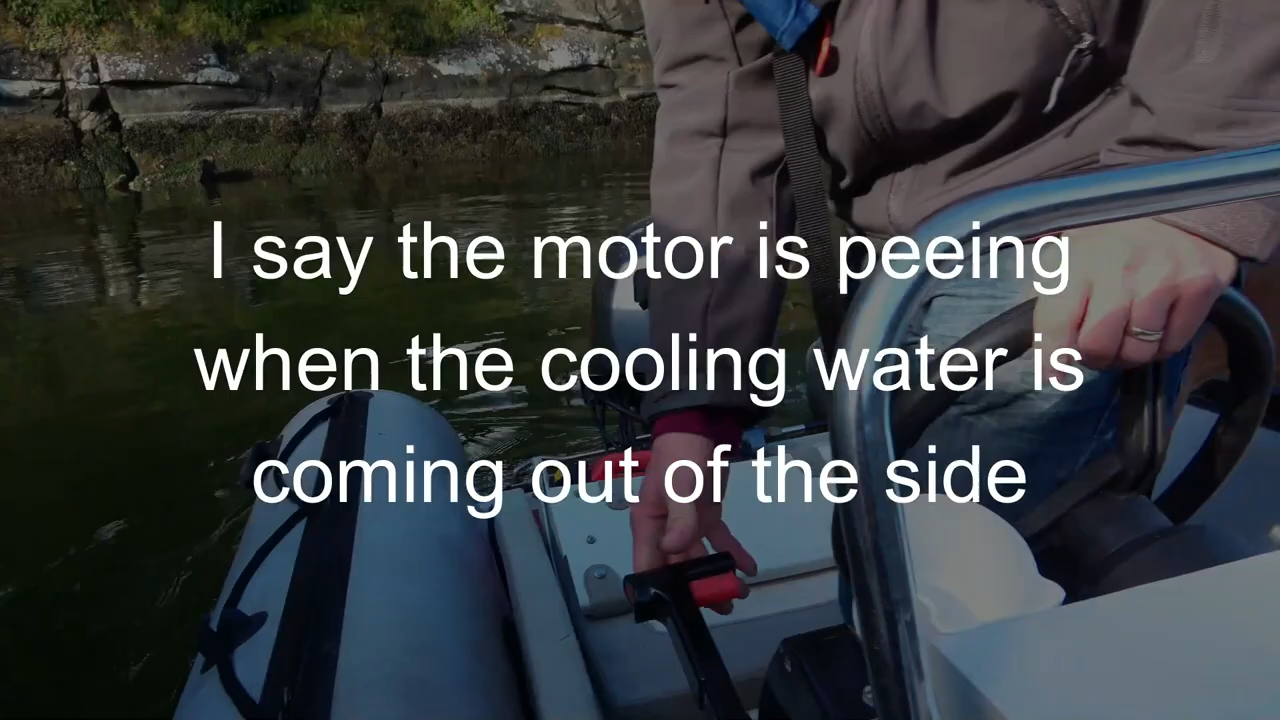 I say the motor is peeing
when the cooling water is
coming out of the side